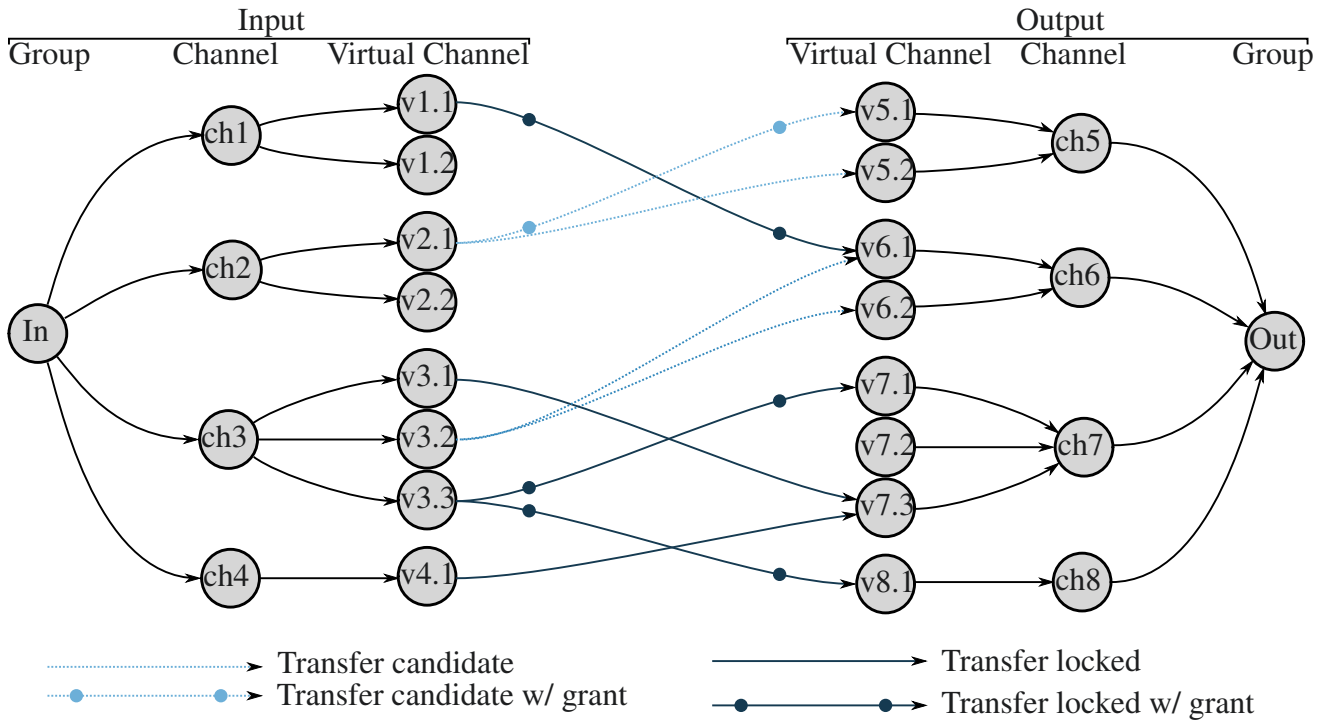 Input Output
Group Channel Virtual Channel Virtual Channel Channel Group
v1.1
v5.1
ch1
ch5
v1.2
v5.2
v2.1
v6.1
ch2
ch6
v2.2
v6.2
In
Out
v3.1
v7.1
ch3
v3.2
v7.2
ch7
v3.3
v7.3
ch4
v4.1
v8.1
ch8
Transfer candidate
Transfer candidate w/ grant
Transfer locked
Transfer locked w/ grant